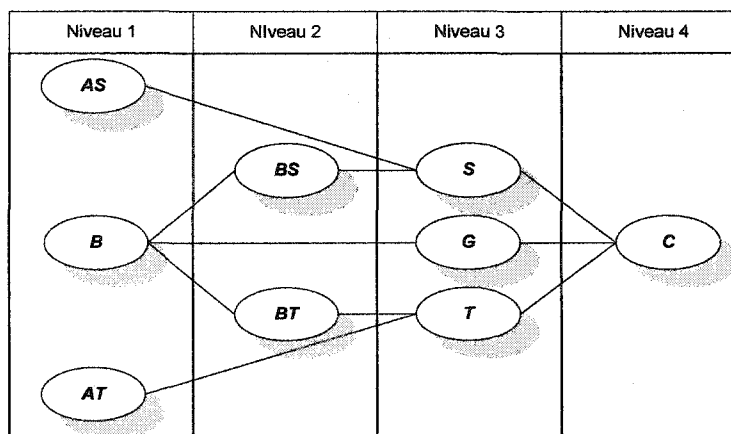 Niveau 1 NIveau 2 Niveau 3 Niveau 4
AS
BS S
B G C
BT T
AT